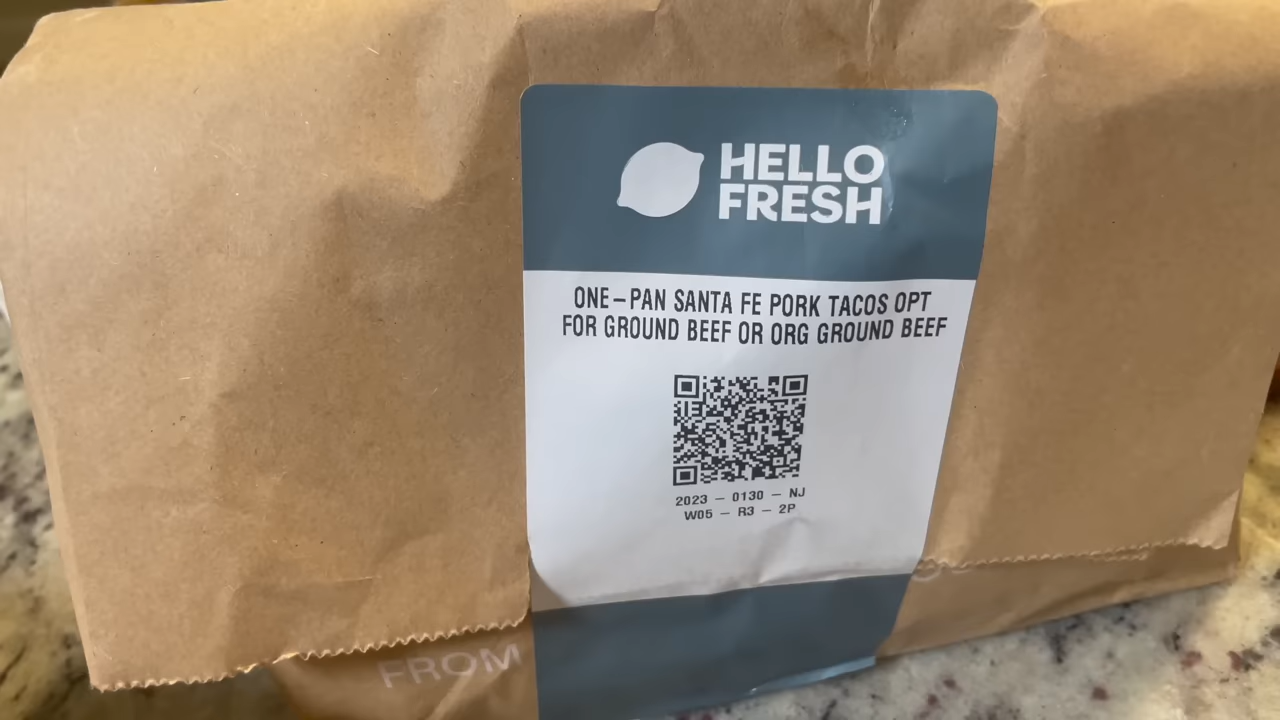 HELLO
FRESH
ONE-PAN SANTA FE PORK TACOS OPT
FOR GROUND BEEF OR ORG GROUND BEEF
2023 - 0130 - NJ
W05 - R3 - 2P
FROM